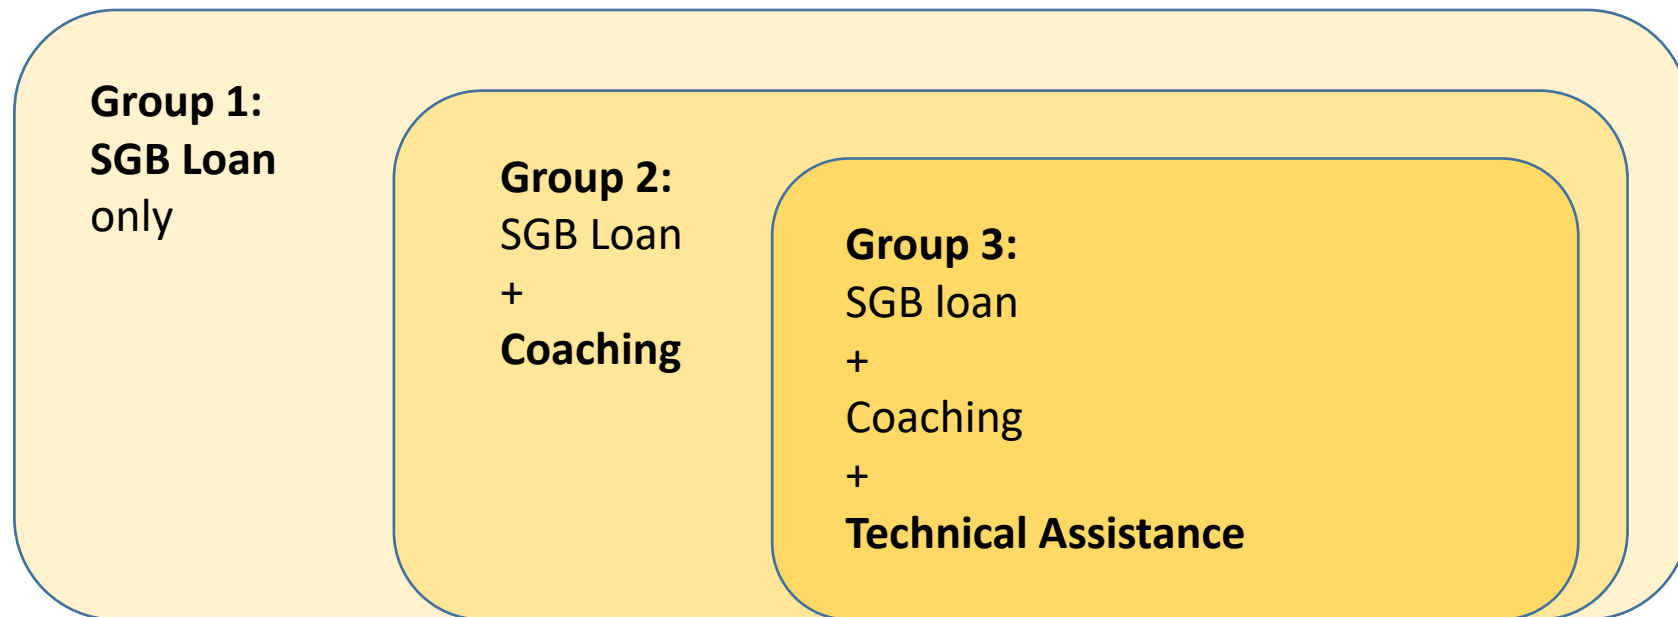 Group 1:
SGB Loan
only
Group 2:
SGB Loan
+
Coaching
Group 3:
SGB loan
+
Coaching
+
Technical Assistance